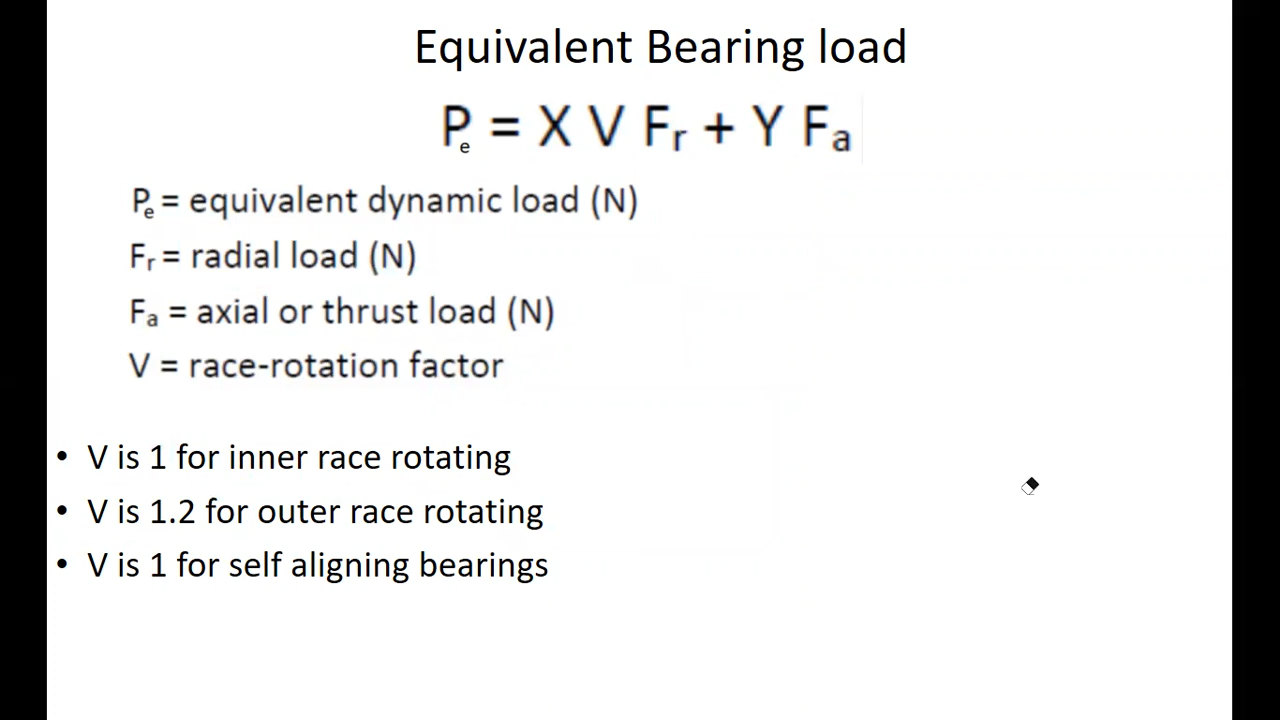 Equivalent Bearing load
Pe = X V Fr + Y Fa
Pe = equivalent dynamic load (N)
Fr = radial load (N)
Fa = axial or thrust load (N)
V = race-rotation factor
• V is 1 for inner race rotating
• V is 1.2 for outer race rotating
• V is 1 for self aligning bearings